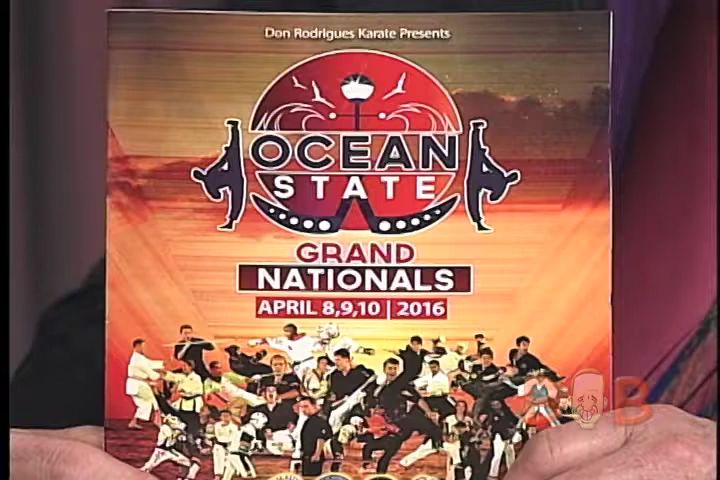 Don Rodrigues Karate Presents
OCEAN
STATE
GRAND
NATIONALS
APRIL 8,9,10 | 2016
B